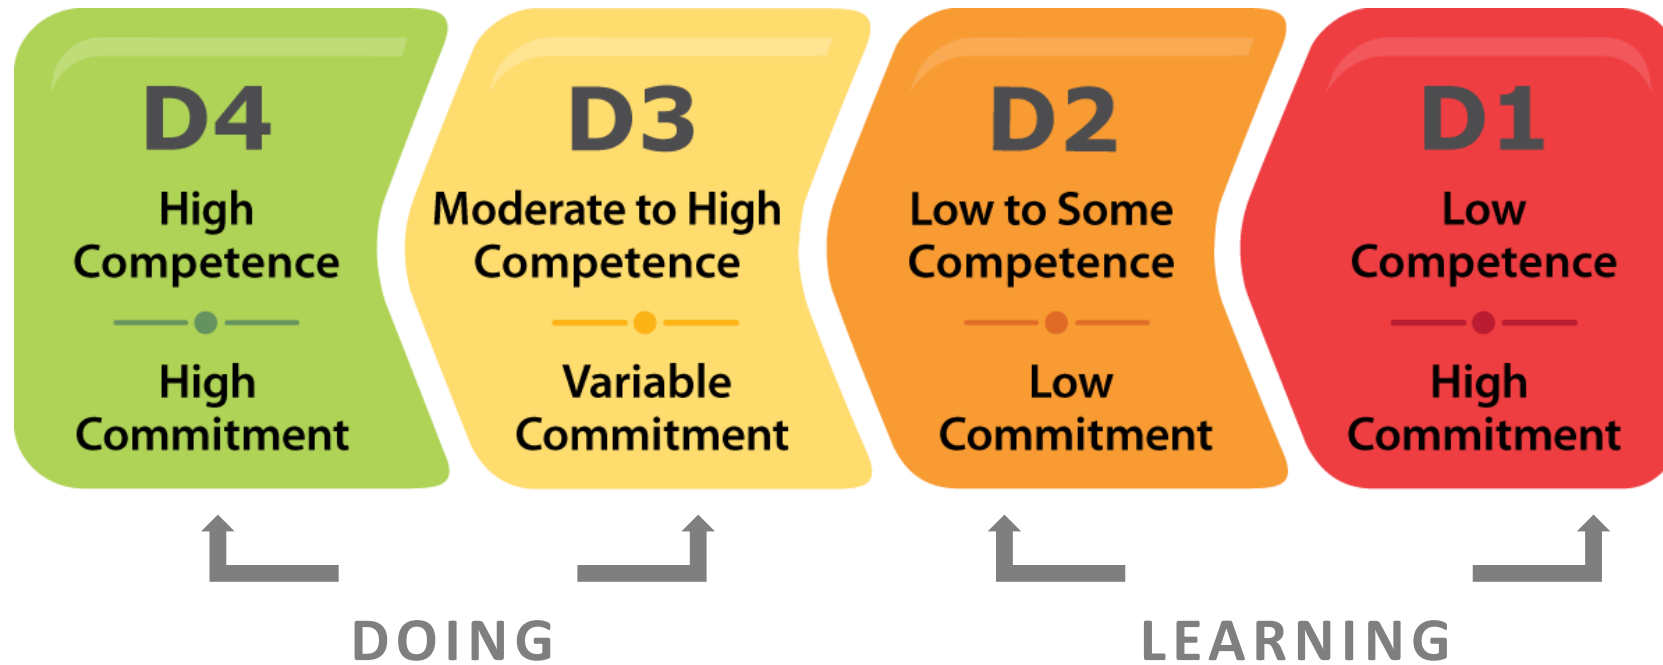 D4
High
Competence
High
Commitment
D3
Moderate to High
Competence
Variable
Commitment
D2
Low to Some
Competence
Low
Commitment
D1
Low
Competence
High
Commitment
DOING
LEARNING